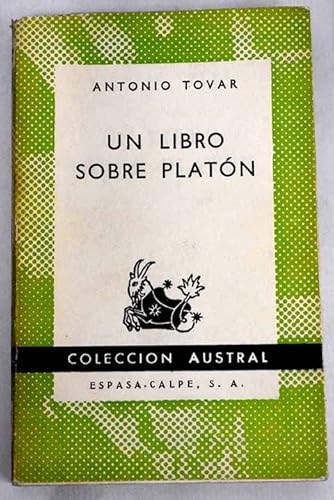 ANTONIO TOVAR
UN LIBRO
SOBRE PLATÓN
COLECCION AUSTRAL
ESPASA-CALPE, S. A.